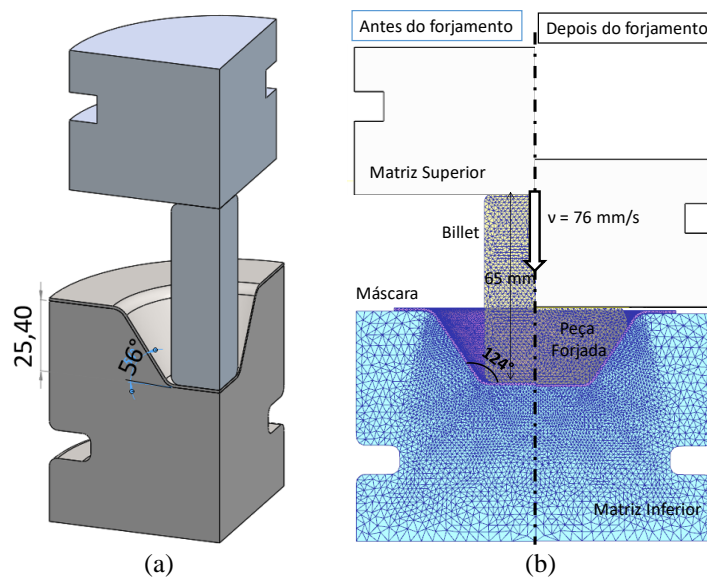 Antes do forjamento
Depois do forjamento
Matriz Superior
Billet
ν = 76 mm/s
65 mm
Máscara
25,40
56°
124°
Peça
Forjada
Matriz Inferior
(a)
(b)